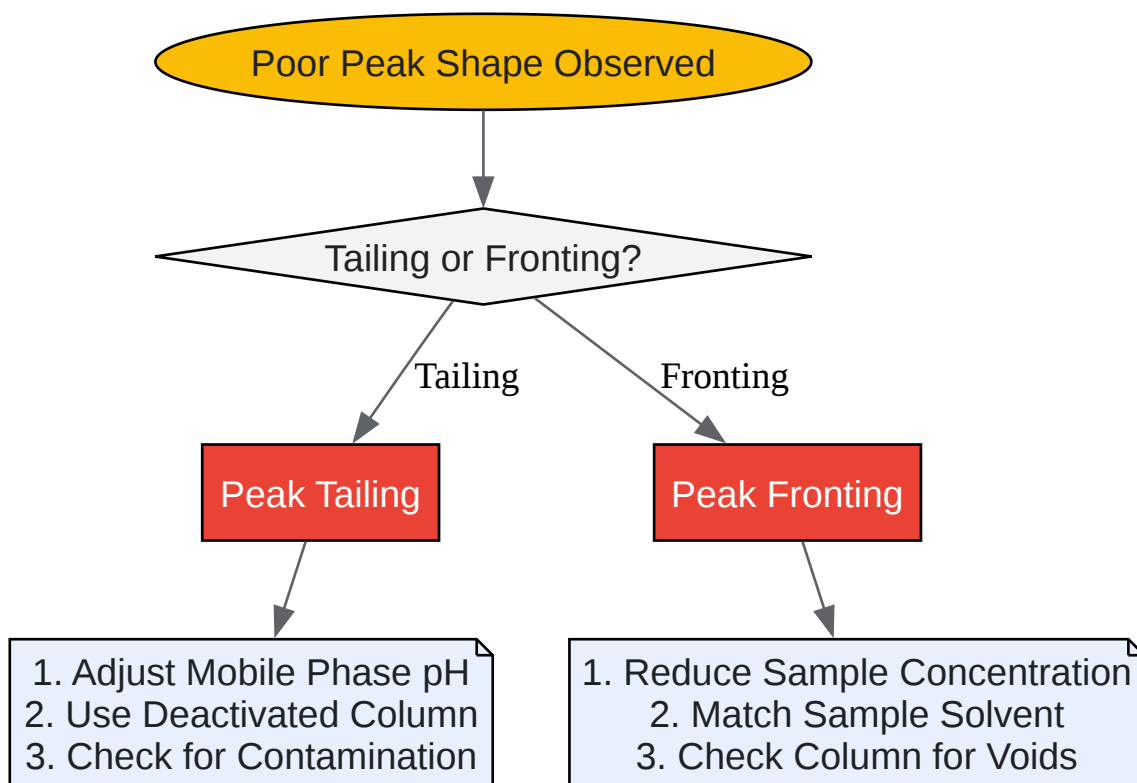 Poor Peak Shape Observed
Tailing or Fronting?
Tailing
Fronting
Peak Tailing
Peak Fronting
1. Adjust Mobile Phase pH
2. Use Deactivated Column
3. Check for Contamination
1. Reduce Sample Concentration
2. Match Sample Solvent
3. Check Column for Voids